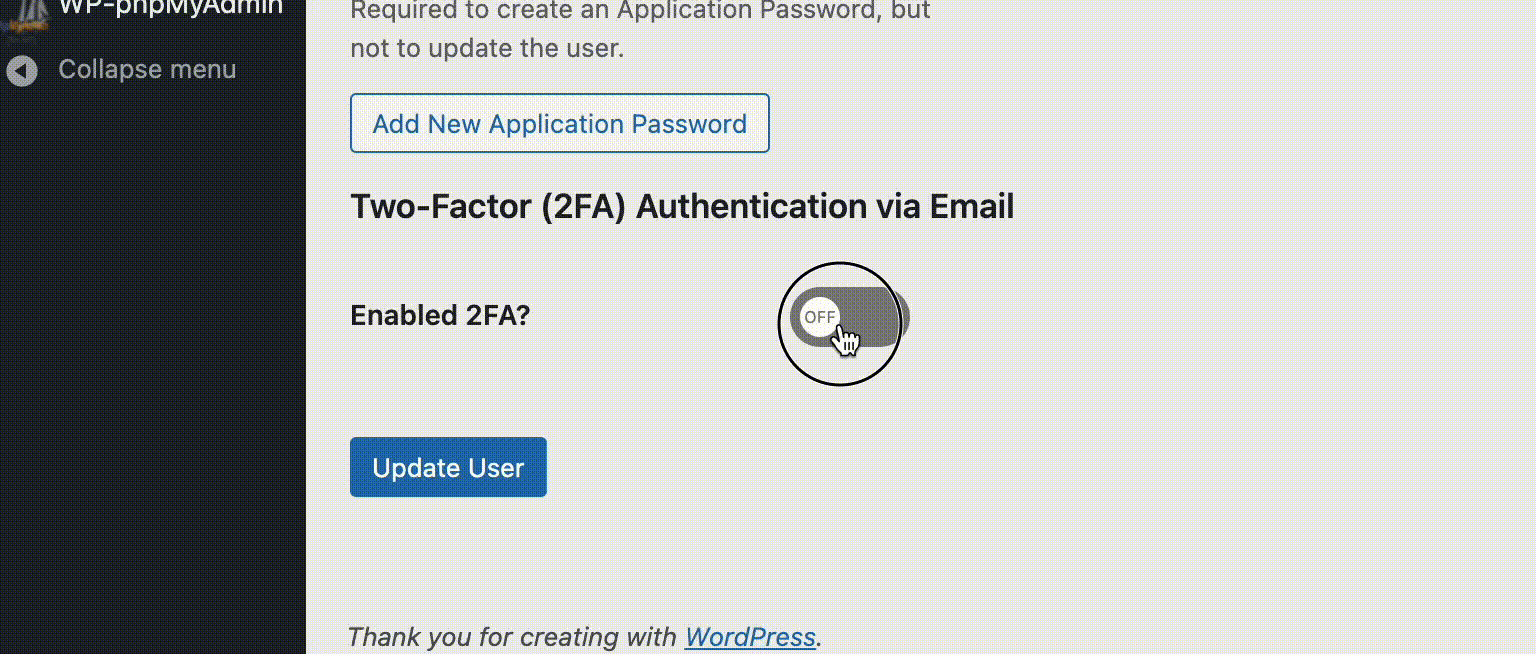 WP-phpMyAdmin
Collapse menu
Required to create an Application Password, but
not to update the user.
Add New Application Password
Two-Factor (2FA) Authentication via Email
Enabled 2FA?
OFF
Update User
Thank you for creating with WordPress.